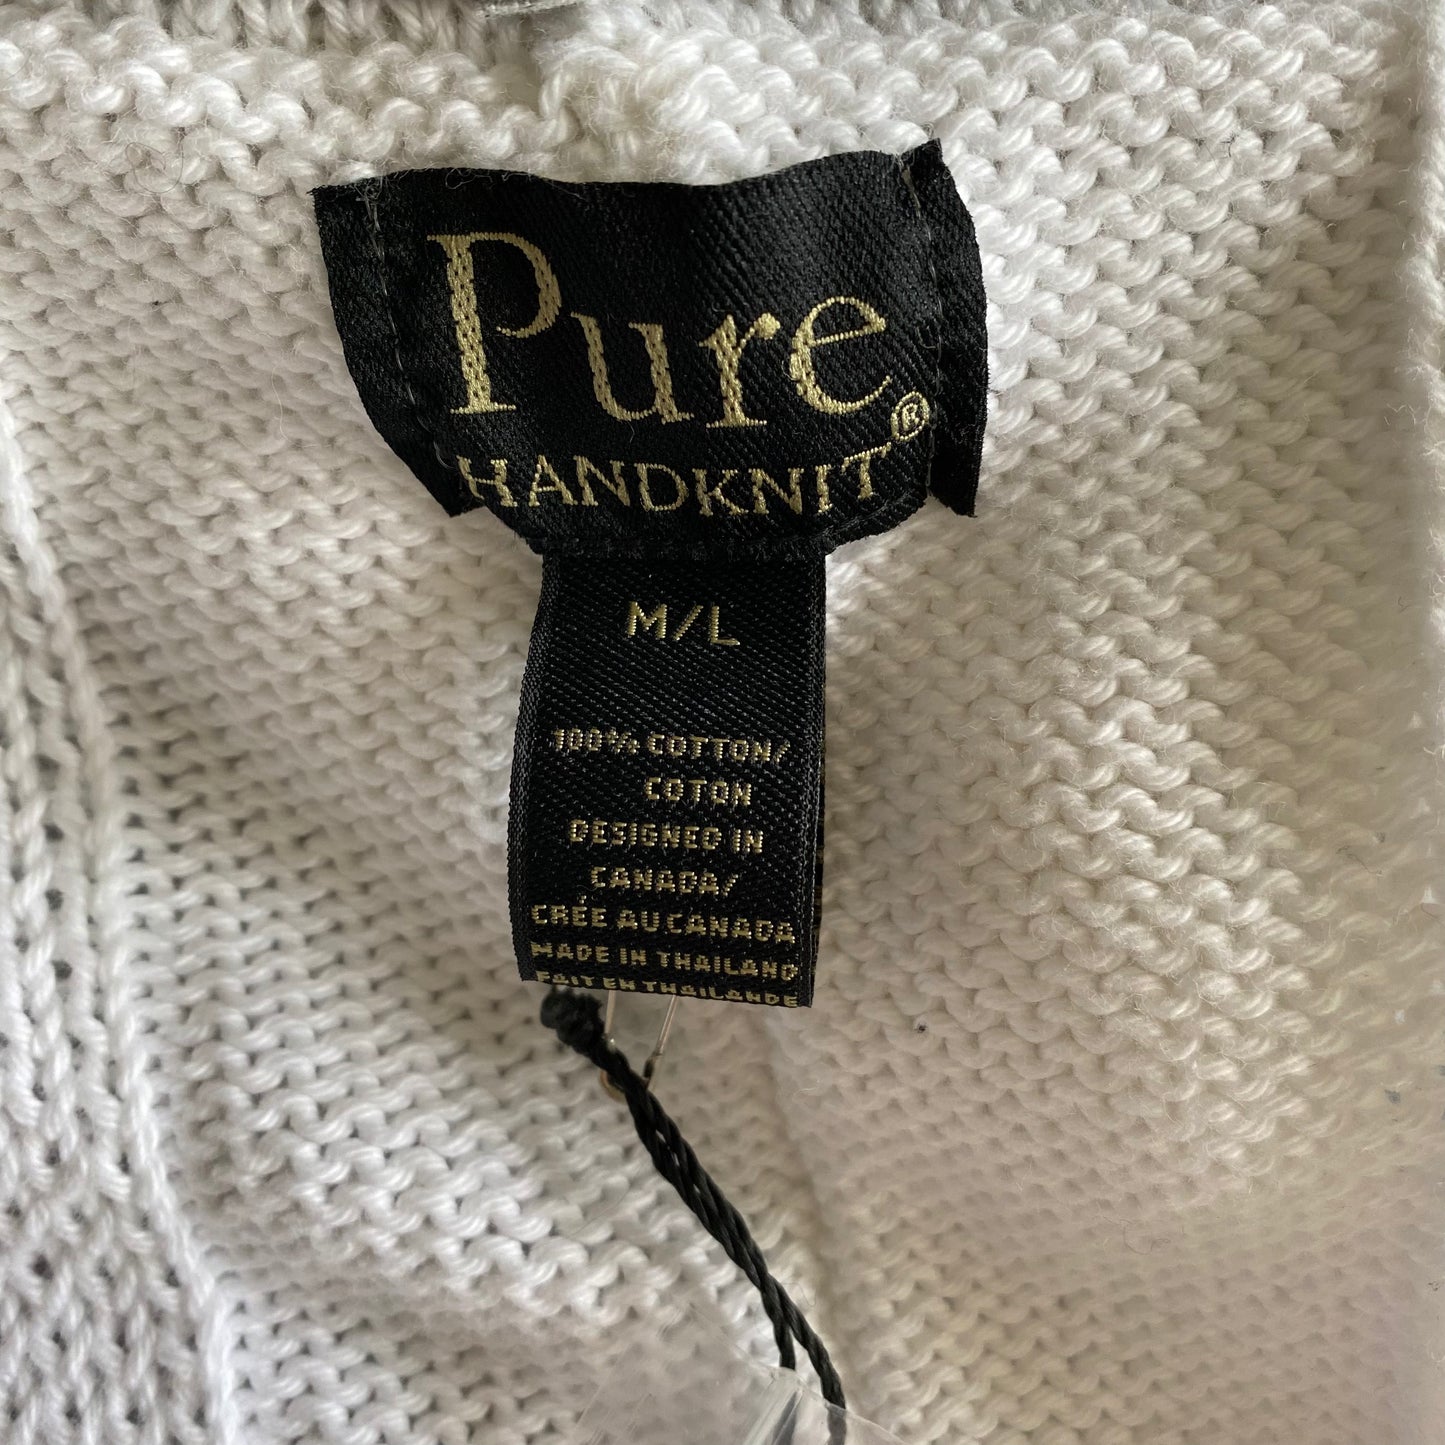 Pure®
HANDKNIT
M/L
100% COTTON/
COTON
DESIGNED IN
CANADA/
CRÉE AU CANADA
MADE IN THAILAND
FAIT EN THAILANDE